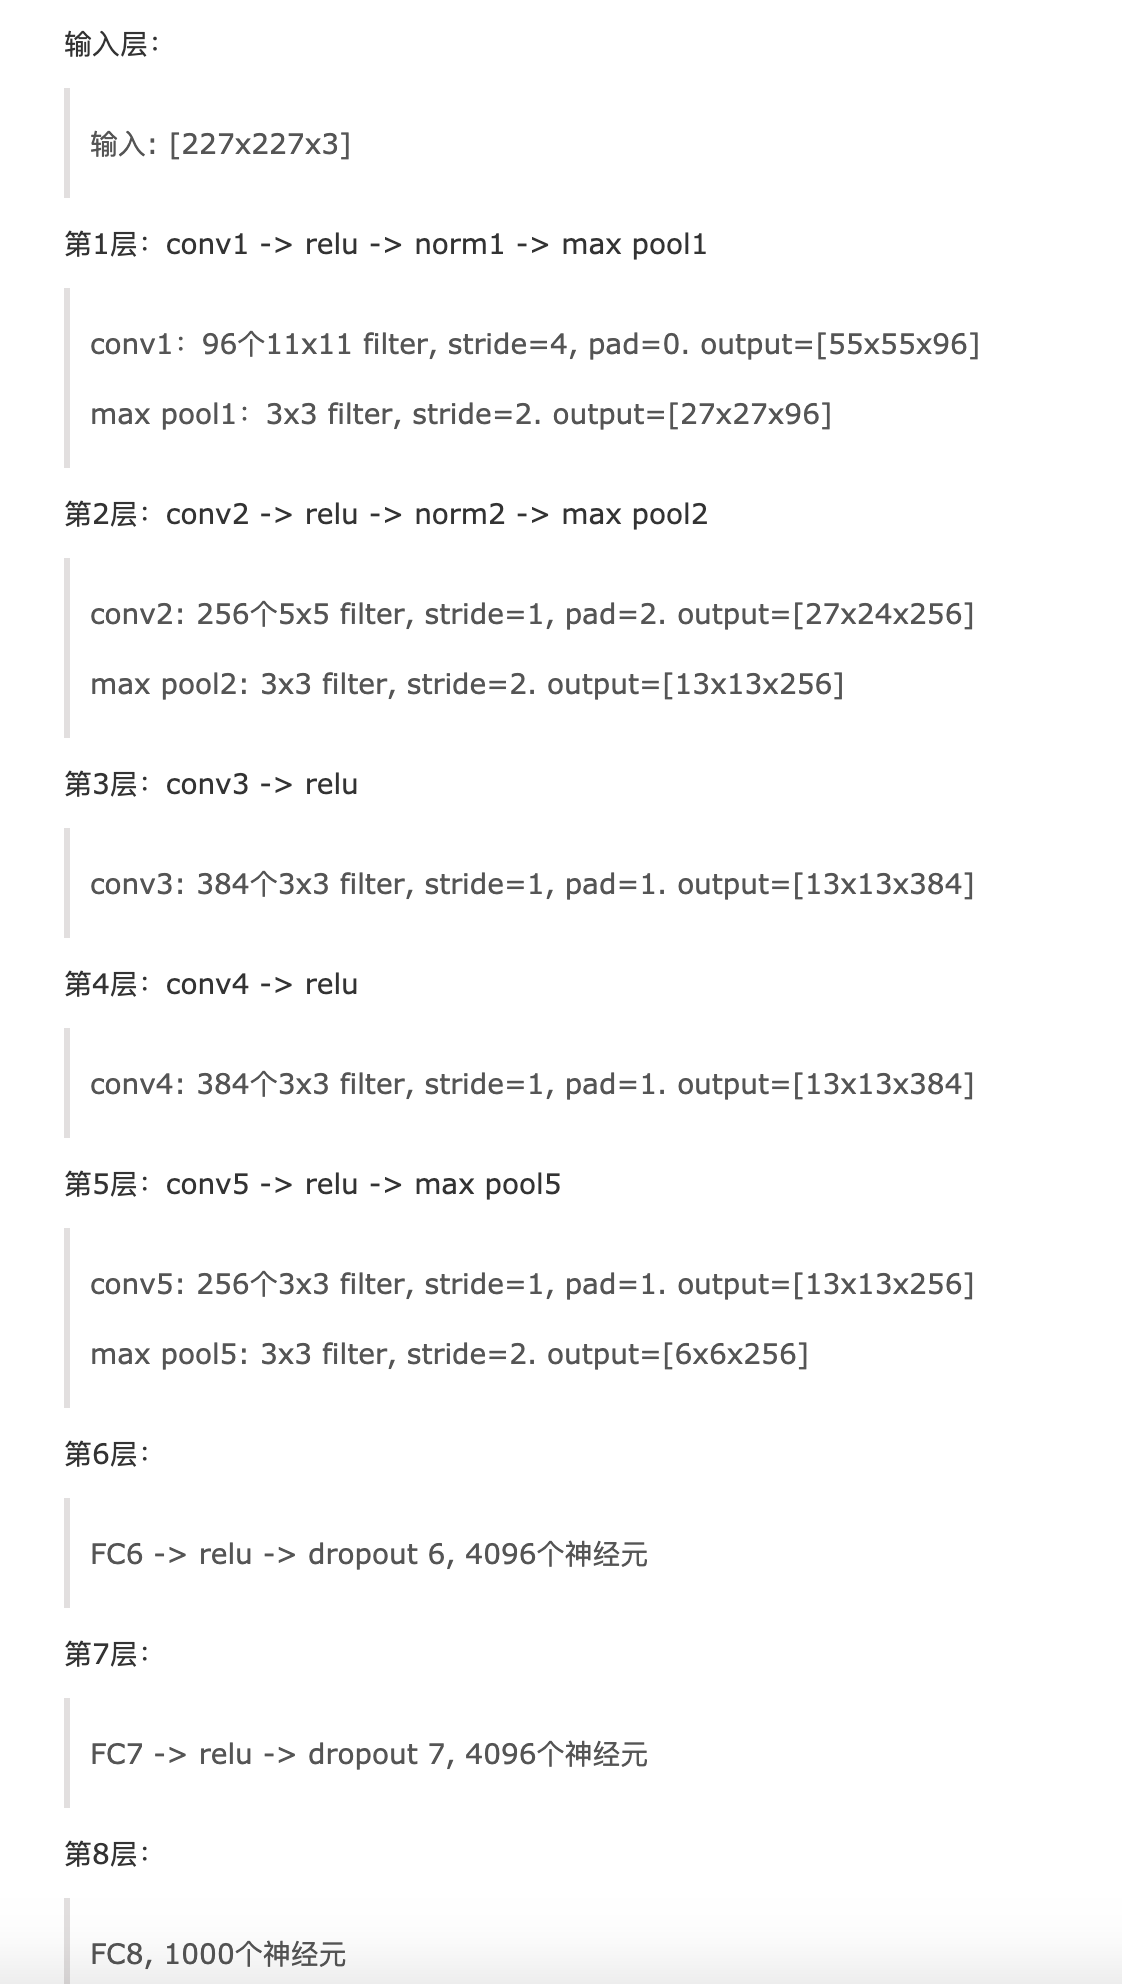 输入层：
输入: [227x227x3]
第1层：conv1 -> relu -> norm1 -> max pool1
conv1：96个11x11 filter, stride=4, pad=0. output=[55x55x96]
max pool1：3x3 filter, stride=2. output=[27x27x96]
第2层：conv2 -> relu -> norm2 -> max pool2
conv2: 256个5x5 filter, stride=1, pad=2. output=[27x24x256]
max pool2: 3x3 filter, stride=2. output=[13x13x256]
第3层：conv3 -> relu
conv3: 384个3x3 filter, stride=1, pad=1. output=[13x13x384]
第4层：conv4 -> relu
conv4: 384个3x3 filter, stride=1, pad=1. output=[13x13x384]
第5层：conv5 -> relu -> max pool5
conv5: 256个3x3 filter, stride=1, pad=1. output=[13x13x256]
max pool5: 3x3 filter, stride=2. output=[6x6x256]
第6层：
FC6 -> relu -> dropout 6, 4096个神经元
第7层：
FC7 -> relu -> dropout 7, 4096个神经元
第8层：
FC8, 1000个神经元